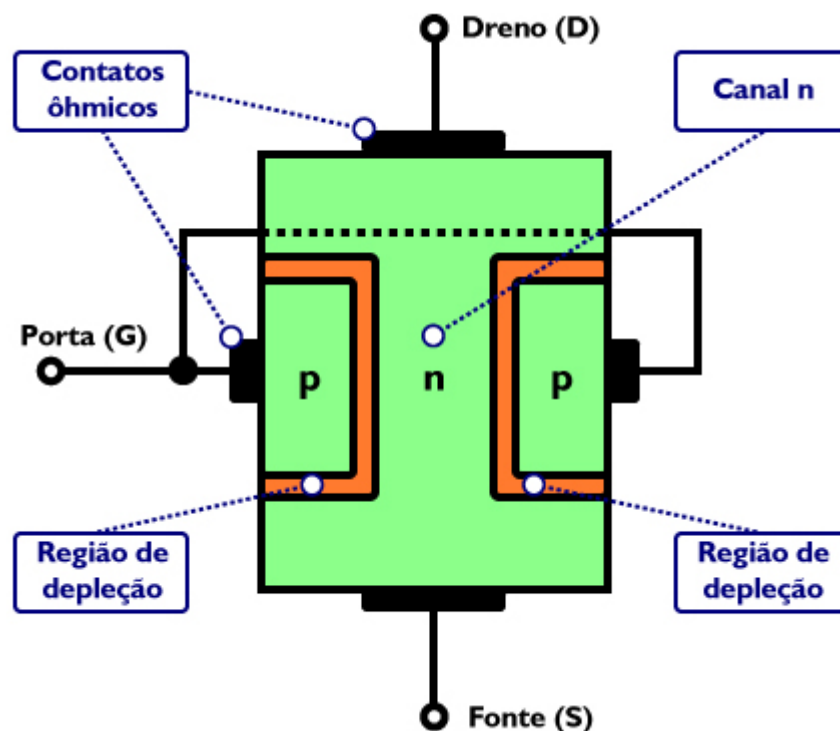 Dreno (D)
Contatos
ôhmicos
Canal n
Porta (G)
p
n
p
Região de
depleção
Região de
depleção
Fonte (S)